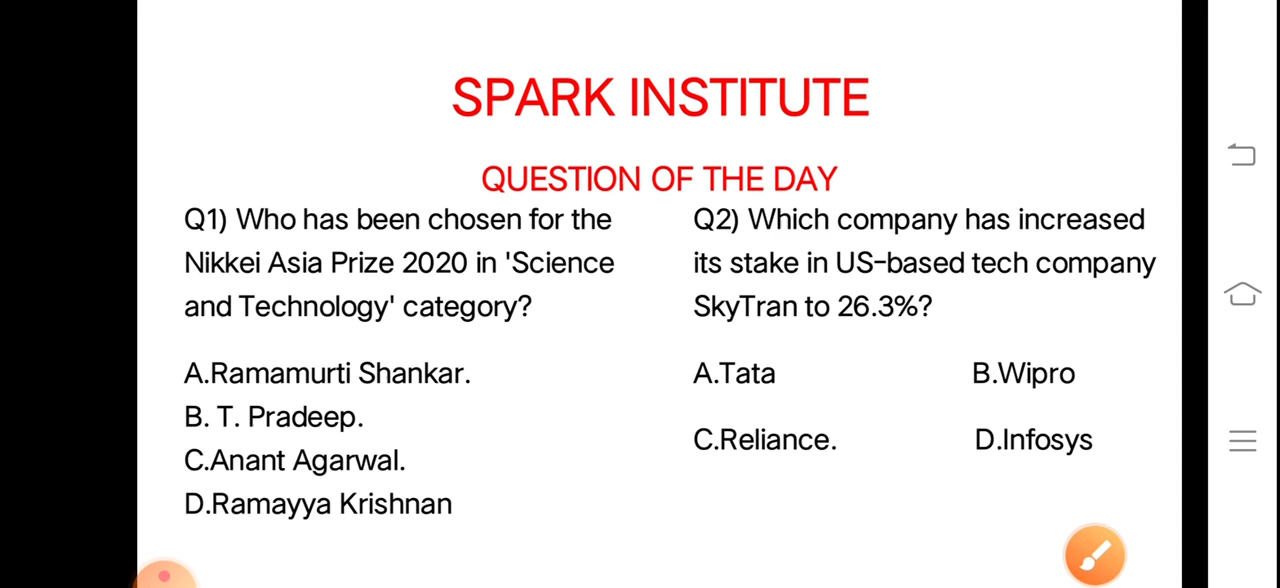 SPARK INSTITUTE
QUESTION OF THE DAY
Q1) Who has been chosen for the
Nikkei Asia Prize 2020 in 'Science
and Technology' category?
A.Ramamurti Shankar.
B. T. Pradeep.
C.Anant Agarwal.
D.Ramayya Krishnan
Q2) Which company has increased
its stake in US-based tech company
SkyTran to 26.3%?
A.Tata B.Wipro
C.Reliance. D.Infosys